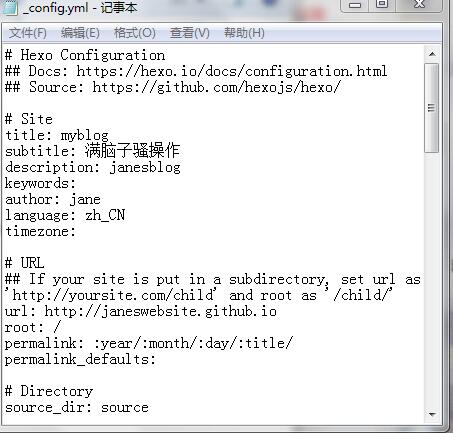 _config.yml - 记事本
文件(F) 编辑(E) 格式(O) 查看(V) 帮助(H)
# Hexo Configuration
## Docs: https://hexo.io/docs/configuration.html
## Source: https://github.com/hexojs/hexo/
# Site
title: myblog
subtitle: 满脑子骚操作
description: janesblog
keywords:
author: jane
language: zh_CN
timezone:
# URL
## If your site is put in a subdirectory, set url as
'http://yoursite.com/child' and root as '/child/'
url: http://janeswebsite.github.io
root: /
permalink: :year/:month/:day/:title/
permalink_defaults:
# Directory
source_dir: source